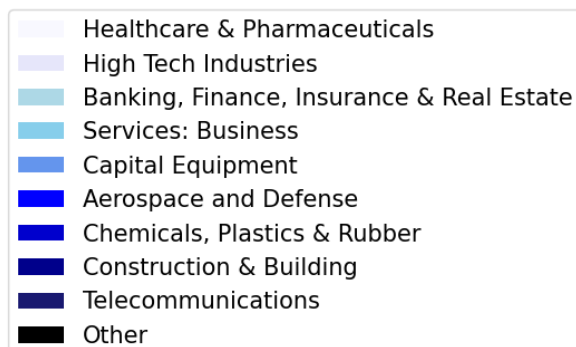 Healthcare & Pharmaceuticals
High Tech Industries
Banking, Finance, Insurance & Real Estate
Services: Business
Capital Equipment
Aerospace and Defense
Chemicals, Plastics & Rubber
Construction & Building
Telecommunications
Other